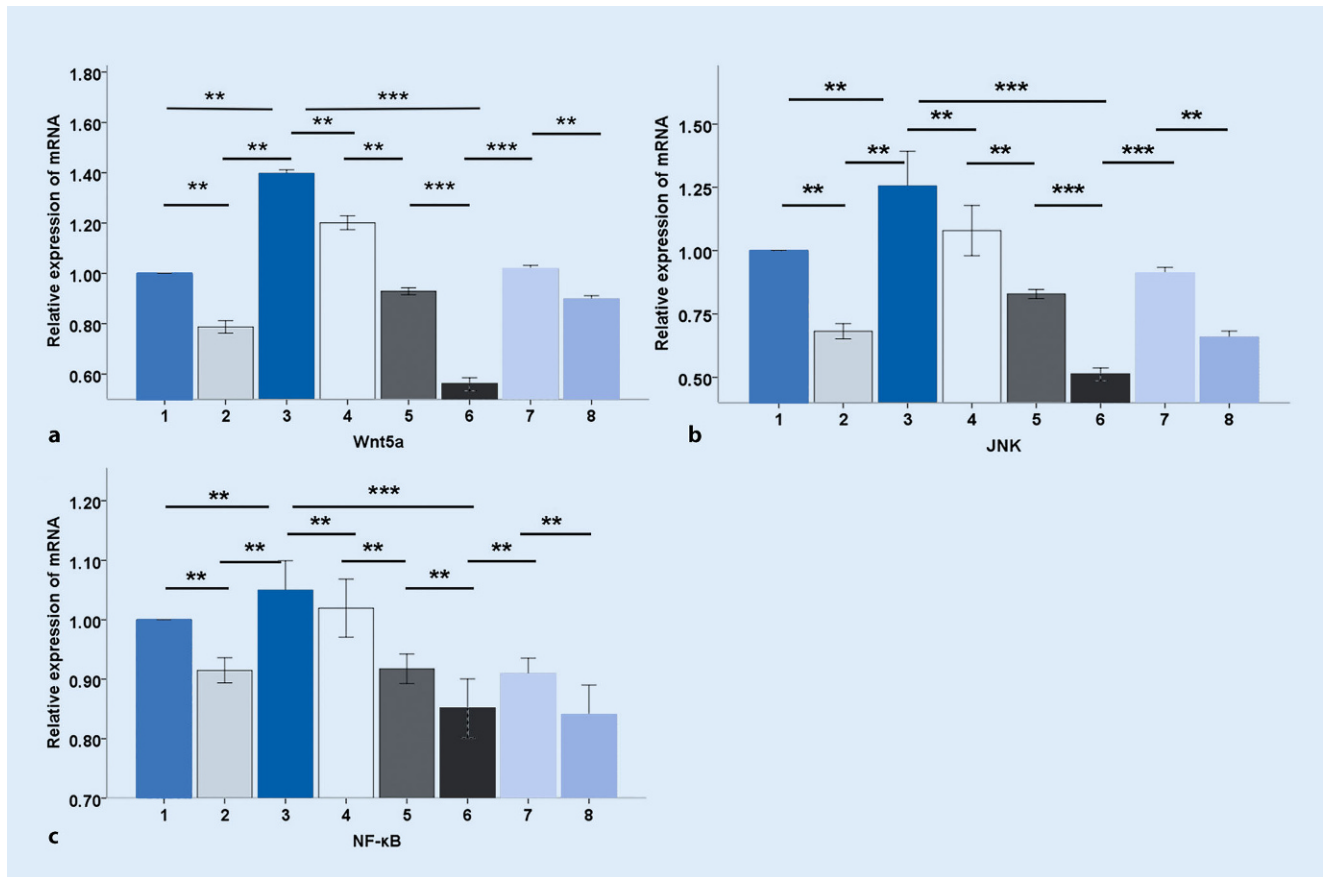 Relative expression of mRNA
1.80
1.60
1.40
1.20
1.00
0.80
0.60
** ***
** **
** ** ***
** ***
1 2 3 4 5 6 7 8
a
Wnt5a
Relative expression of mRNA
1.50
1.25
1.00
0.75
0.50
** ***
** **
** ** ***
** ***
1 2 3 4 5 6 7 8
b
JNK
Relative expression of mRNA
1.20
1.10
1.00
0.90
0.80
0.70
** ***
** **
** ** **
** **
1 2 3 4 5 6 7 8
c
NF-κB